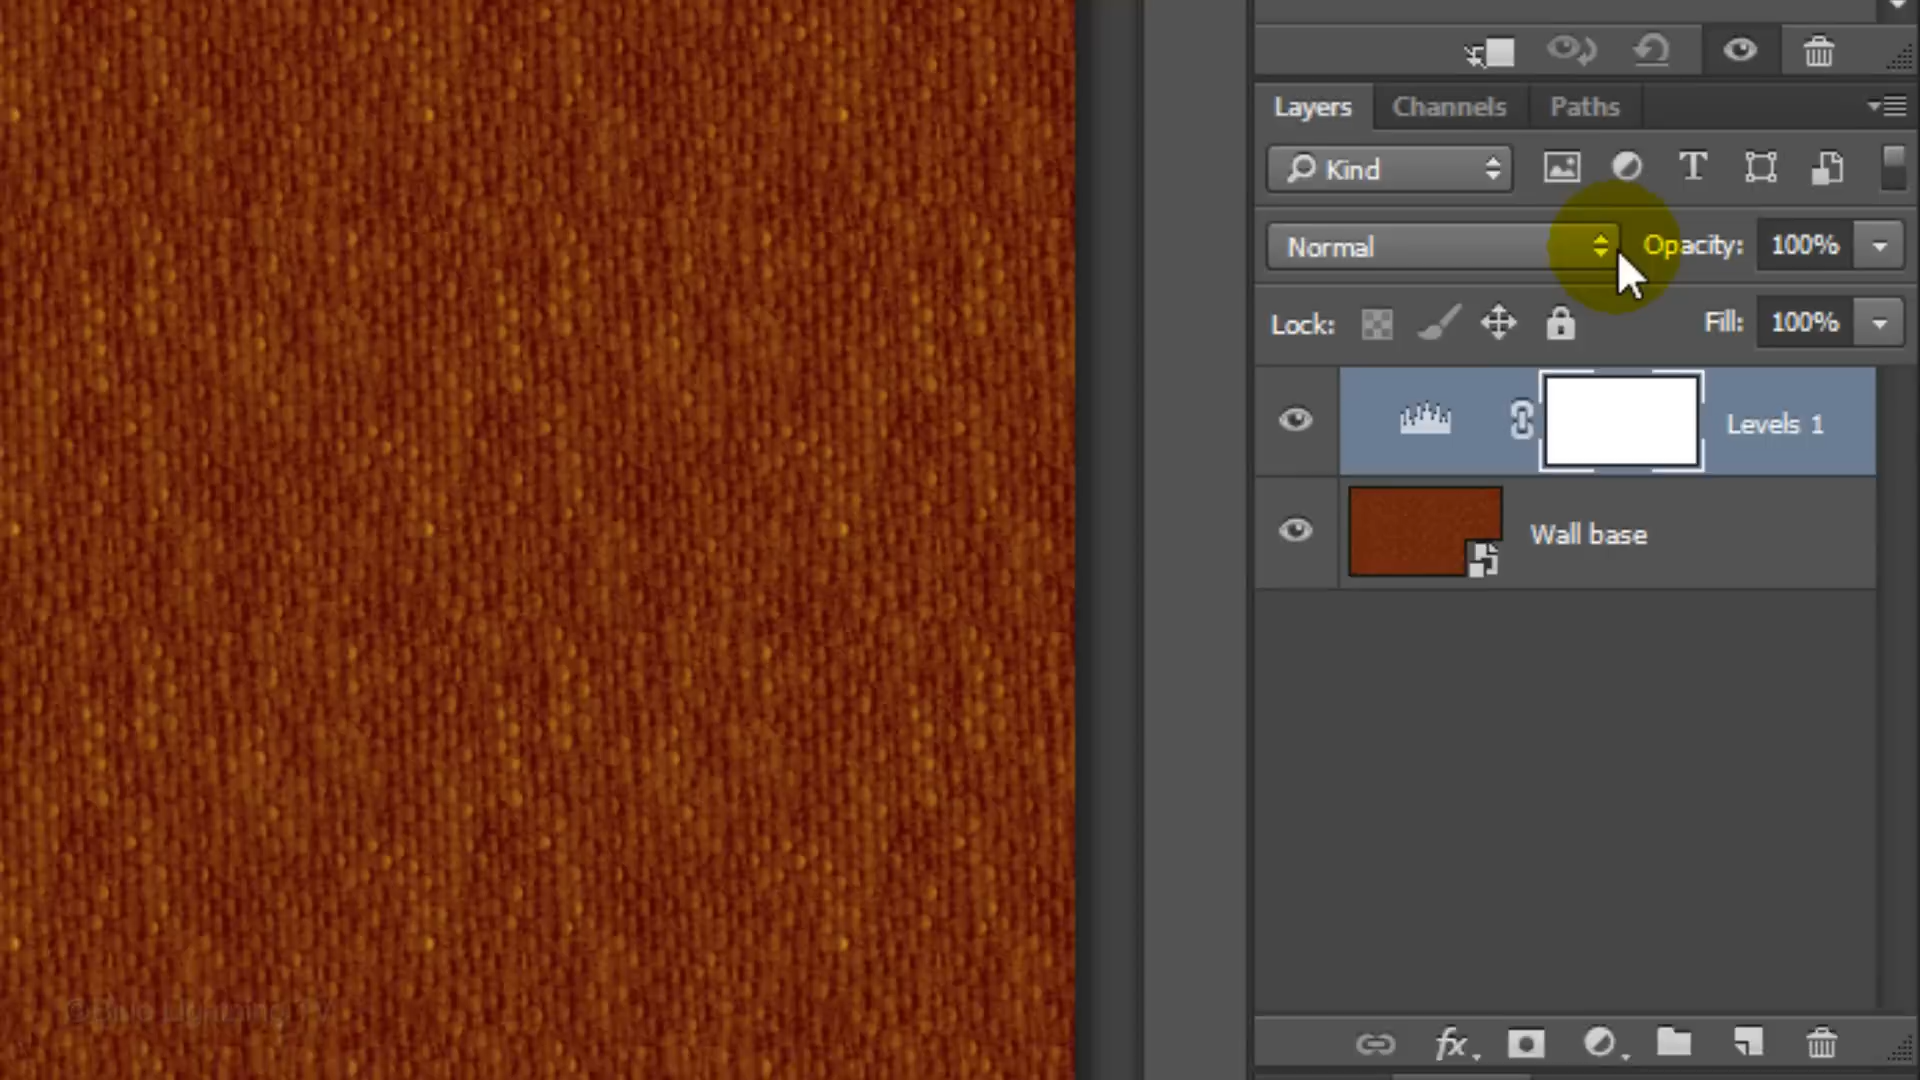 Layers Channels Paths
Kind T
Normal Opacity: 100%
Lock: Fill: 100%
Levels 1
Wall base
fx